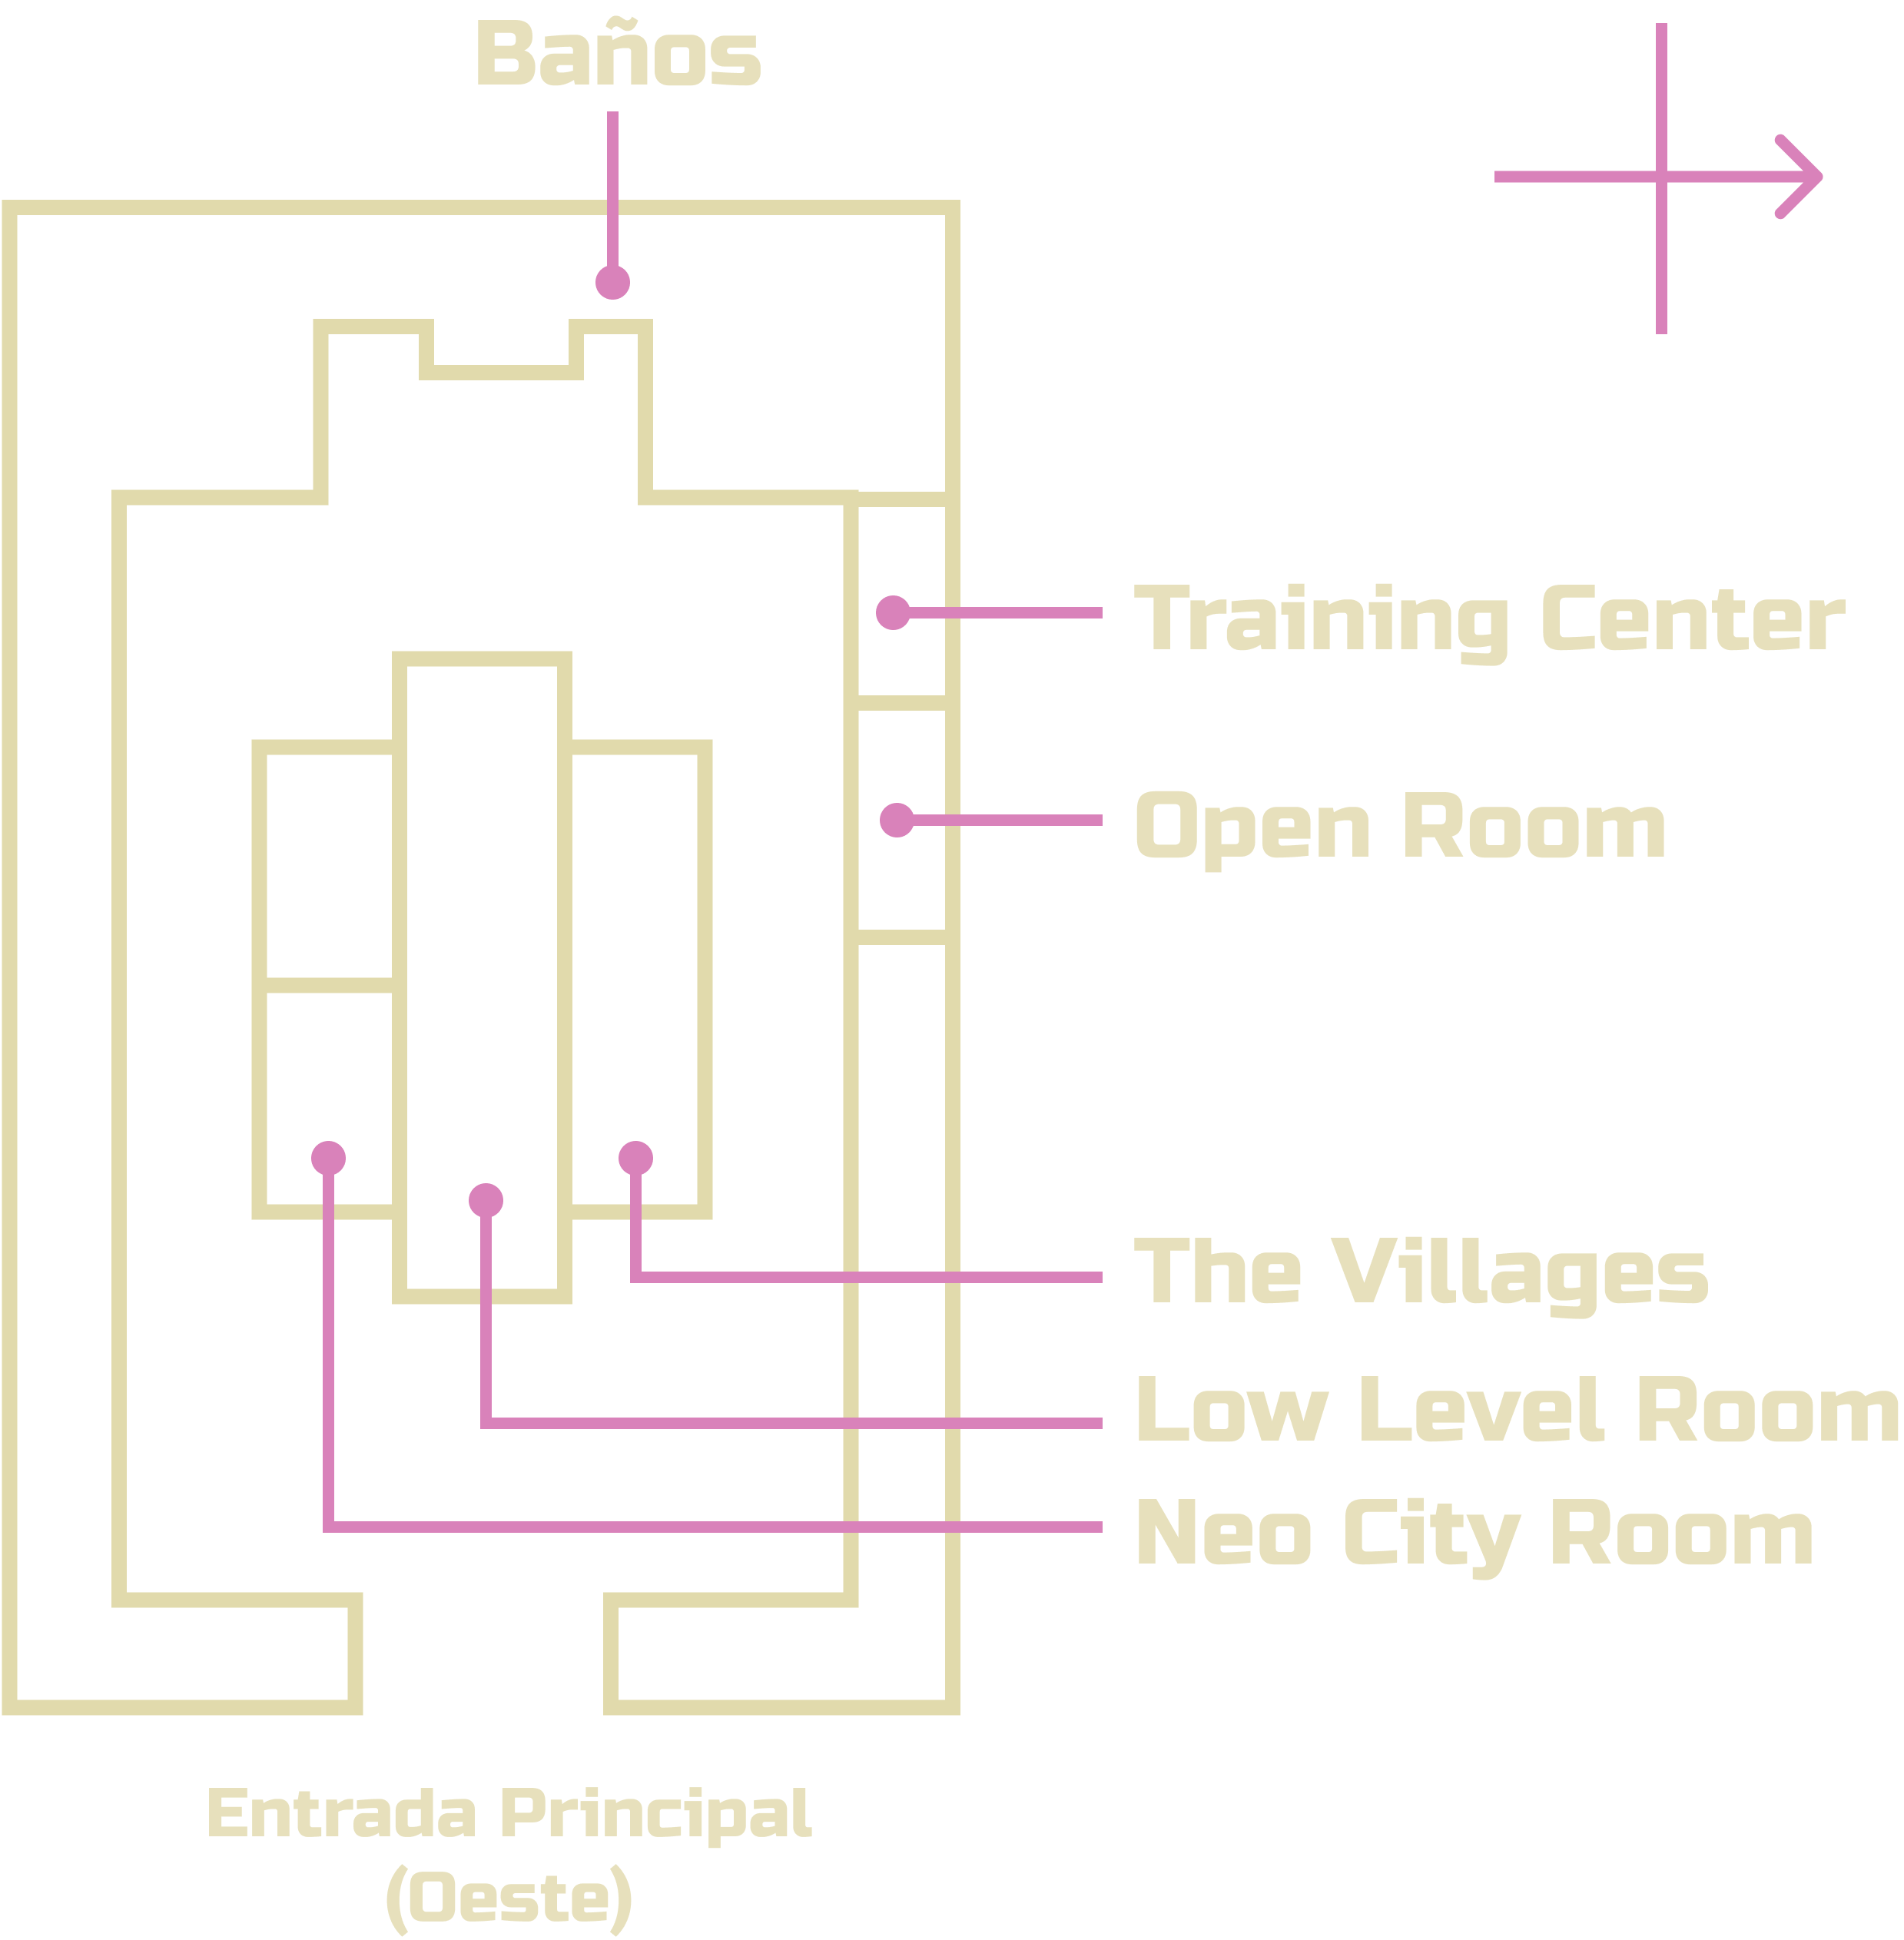 Baños
Training Center
Open Room
The Villages
Low Level Room
Neo City Room
Entrada Principal
(Oeste)